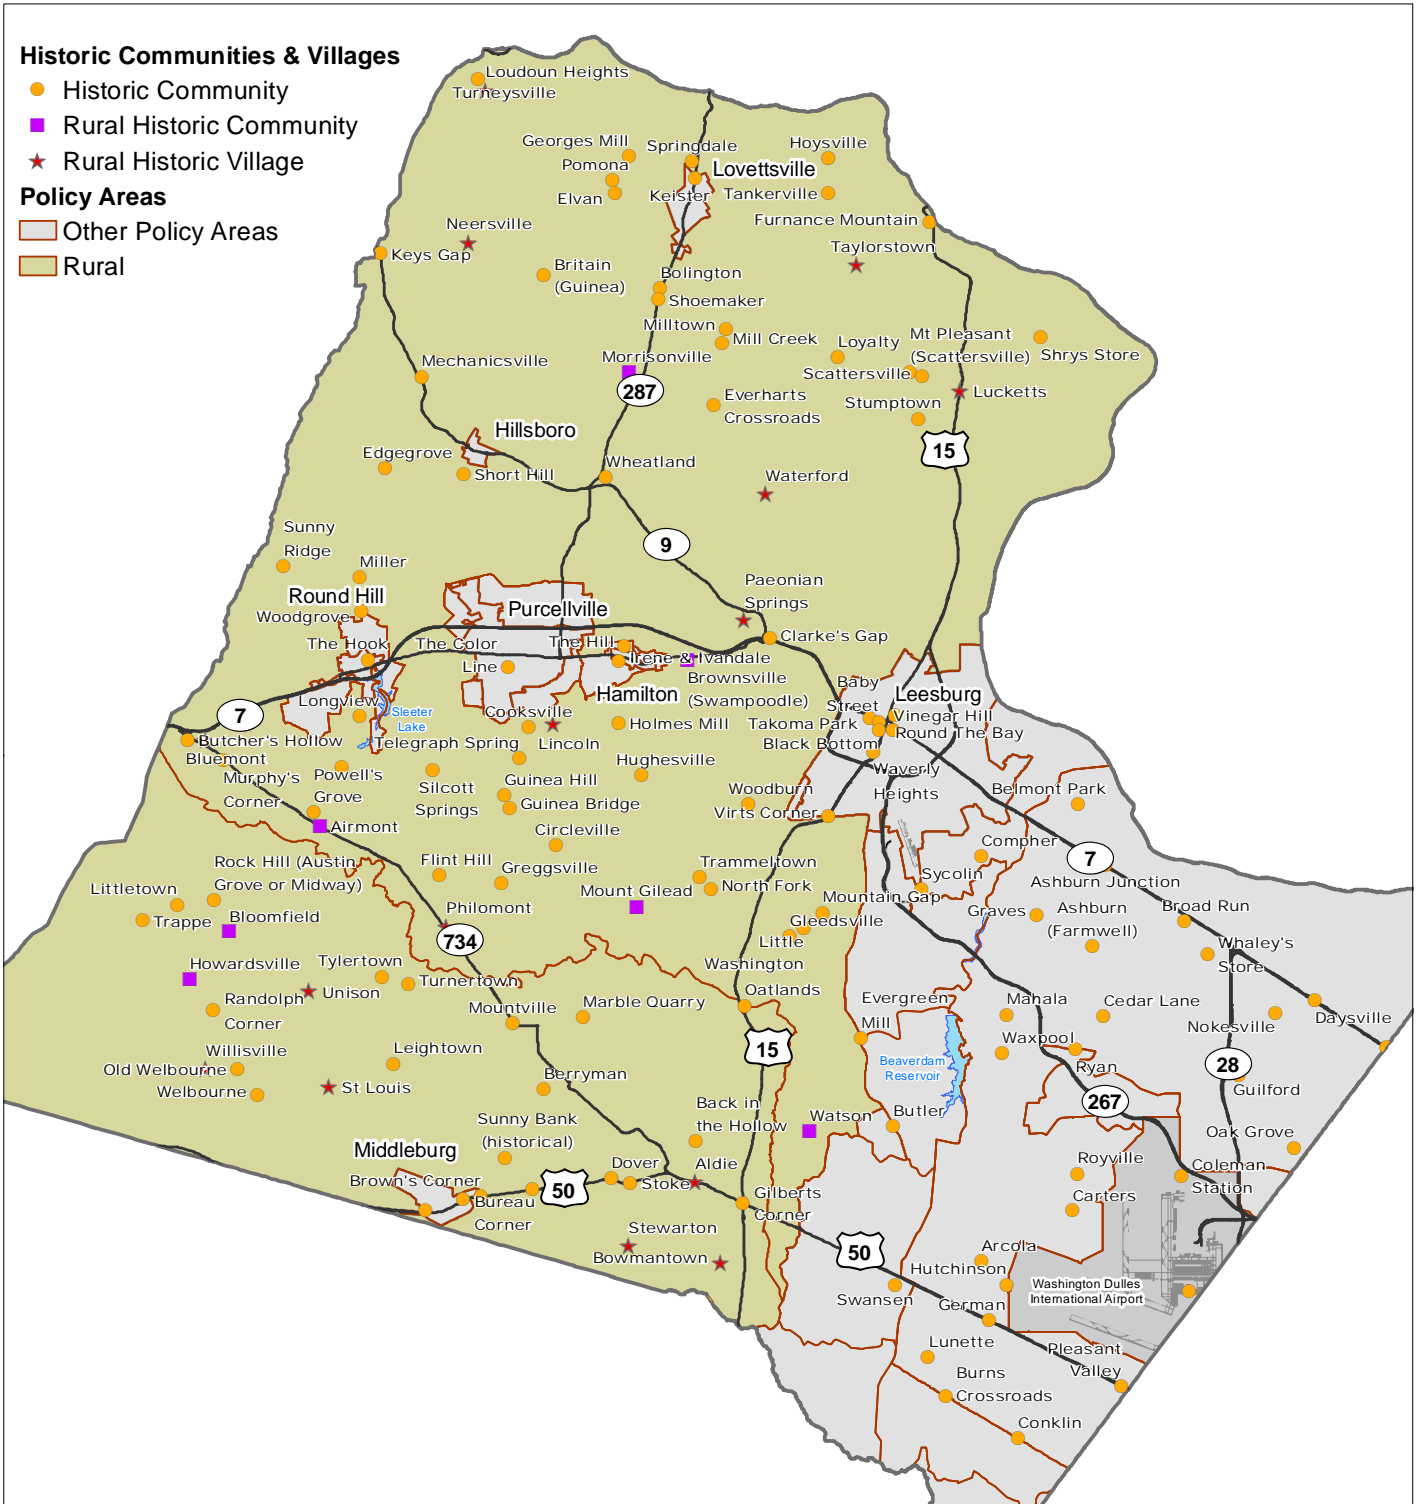 Historic Communities & Villages
Historic Community
Rural Historic Community
Rural Historic Village
Policy Areas
Other Policy Areas
Rural
Loudoun Heights
Turneysville
Georges Mill
Springdale
Hoysville
Pomona
Lovettsville
Elvan
Keister
Tankerville
Neersville
Furnance Mountain
Keys Gap
Taylorstown
Britain
(Guinea)
Bolington
Shoemaker
Milltown
Mill Creek
Loyalty
Mt Pleasant
(Scattersville)
Shrys Store
Mechanicsville
Morrisonville
Scattersville
287
Everharts
Crossroads
Stumptown
Lucketts
Hillsboro
15
Edgegrove
Short Hill
Wheatland
Waterford
Sunny
Ridge
9
Miller
Paeonian
Springs
Round Hill
Purcellville
Woodgrove
The Hook
The Color
Line
The Hill
Clarke's Gap
Irene & Ivandale
Brownsville
(Swampoodle)
Hamilton
Baby
Street
Leesburg
7
Longview
Sleeter
Lake
Cooksville
Holmes Mill
Takoma Park
Vinegar Hill
Round The Bay
Butcher's Hollow
Telegraph Spring
Lincoln
Black Bottom
Bluemont
Murphy's
Corner
Powell's
Grove
Silcott
Springs
Guinea Hill
Hughesville
Waverly
Heights
Guinea Bridge
Woodburn
Belmont Park
Airmont
Virts Corner
Circleville
Compher
7
Rock Hill (Austin
Grove or Midway)
Flint Hill
Greggsville
Trammeltown
Sycolin
Ashburn Junction
Littletown
Mount Gilead
North Fork
Mountain Gap
Trappe
Bloomfield
Philomont
Gleedsville
Graves
Ashburn
(Farmwell)
Broad Run
734
Little
Washington
Whaley's
Store
Howardsville
Tylertown
Turnertown
Unison
Oatlands
Randolph
Corner
Mountville
Marble Quarry
Evergreen
Mill
Mahala
Cedar Lane
Nokesville
Daysville
15
Willisville
Old Welbourne
Leightown
Waxpool
Beaverdam
Reservoir
Ryan
28
Welbourne
St Louis
Berryman
Guilford
267
Back in
the Hollow
Watson
Butler
Sunny Bank
(historical)
Oak Grove
Middleburg
Dover
Aldie
Royville
Coleman
Station
Brown's Corner
50
Stoke
Bureau
Corner
Gilberts
Corner
Carters
Stewarton
Bowmantown
50
Arcola
Hutchinson
Washington Dulles
International Airport
Swansen
German
Lunette
Pleasant
Valley
Burns
Crossroads
Conklin